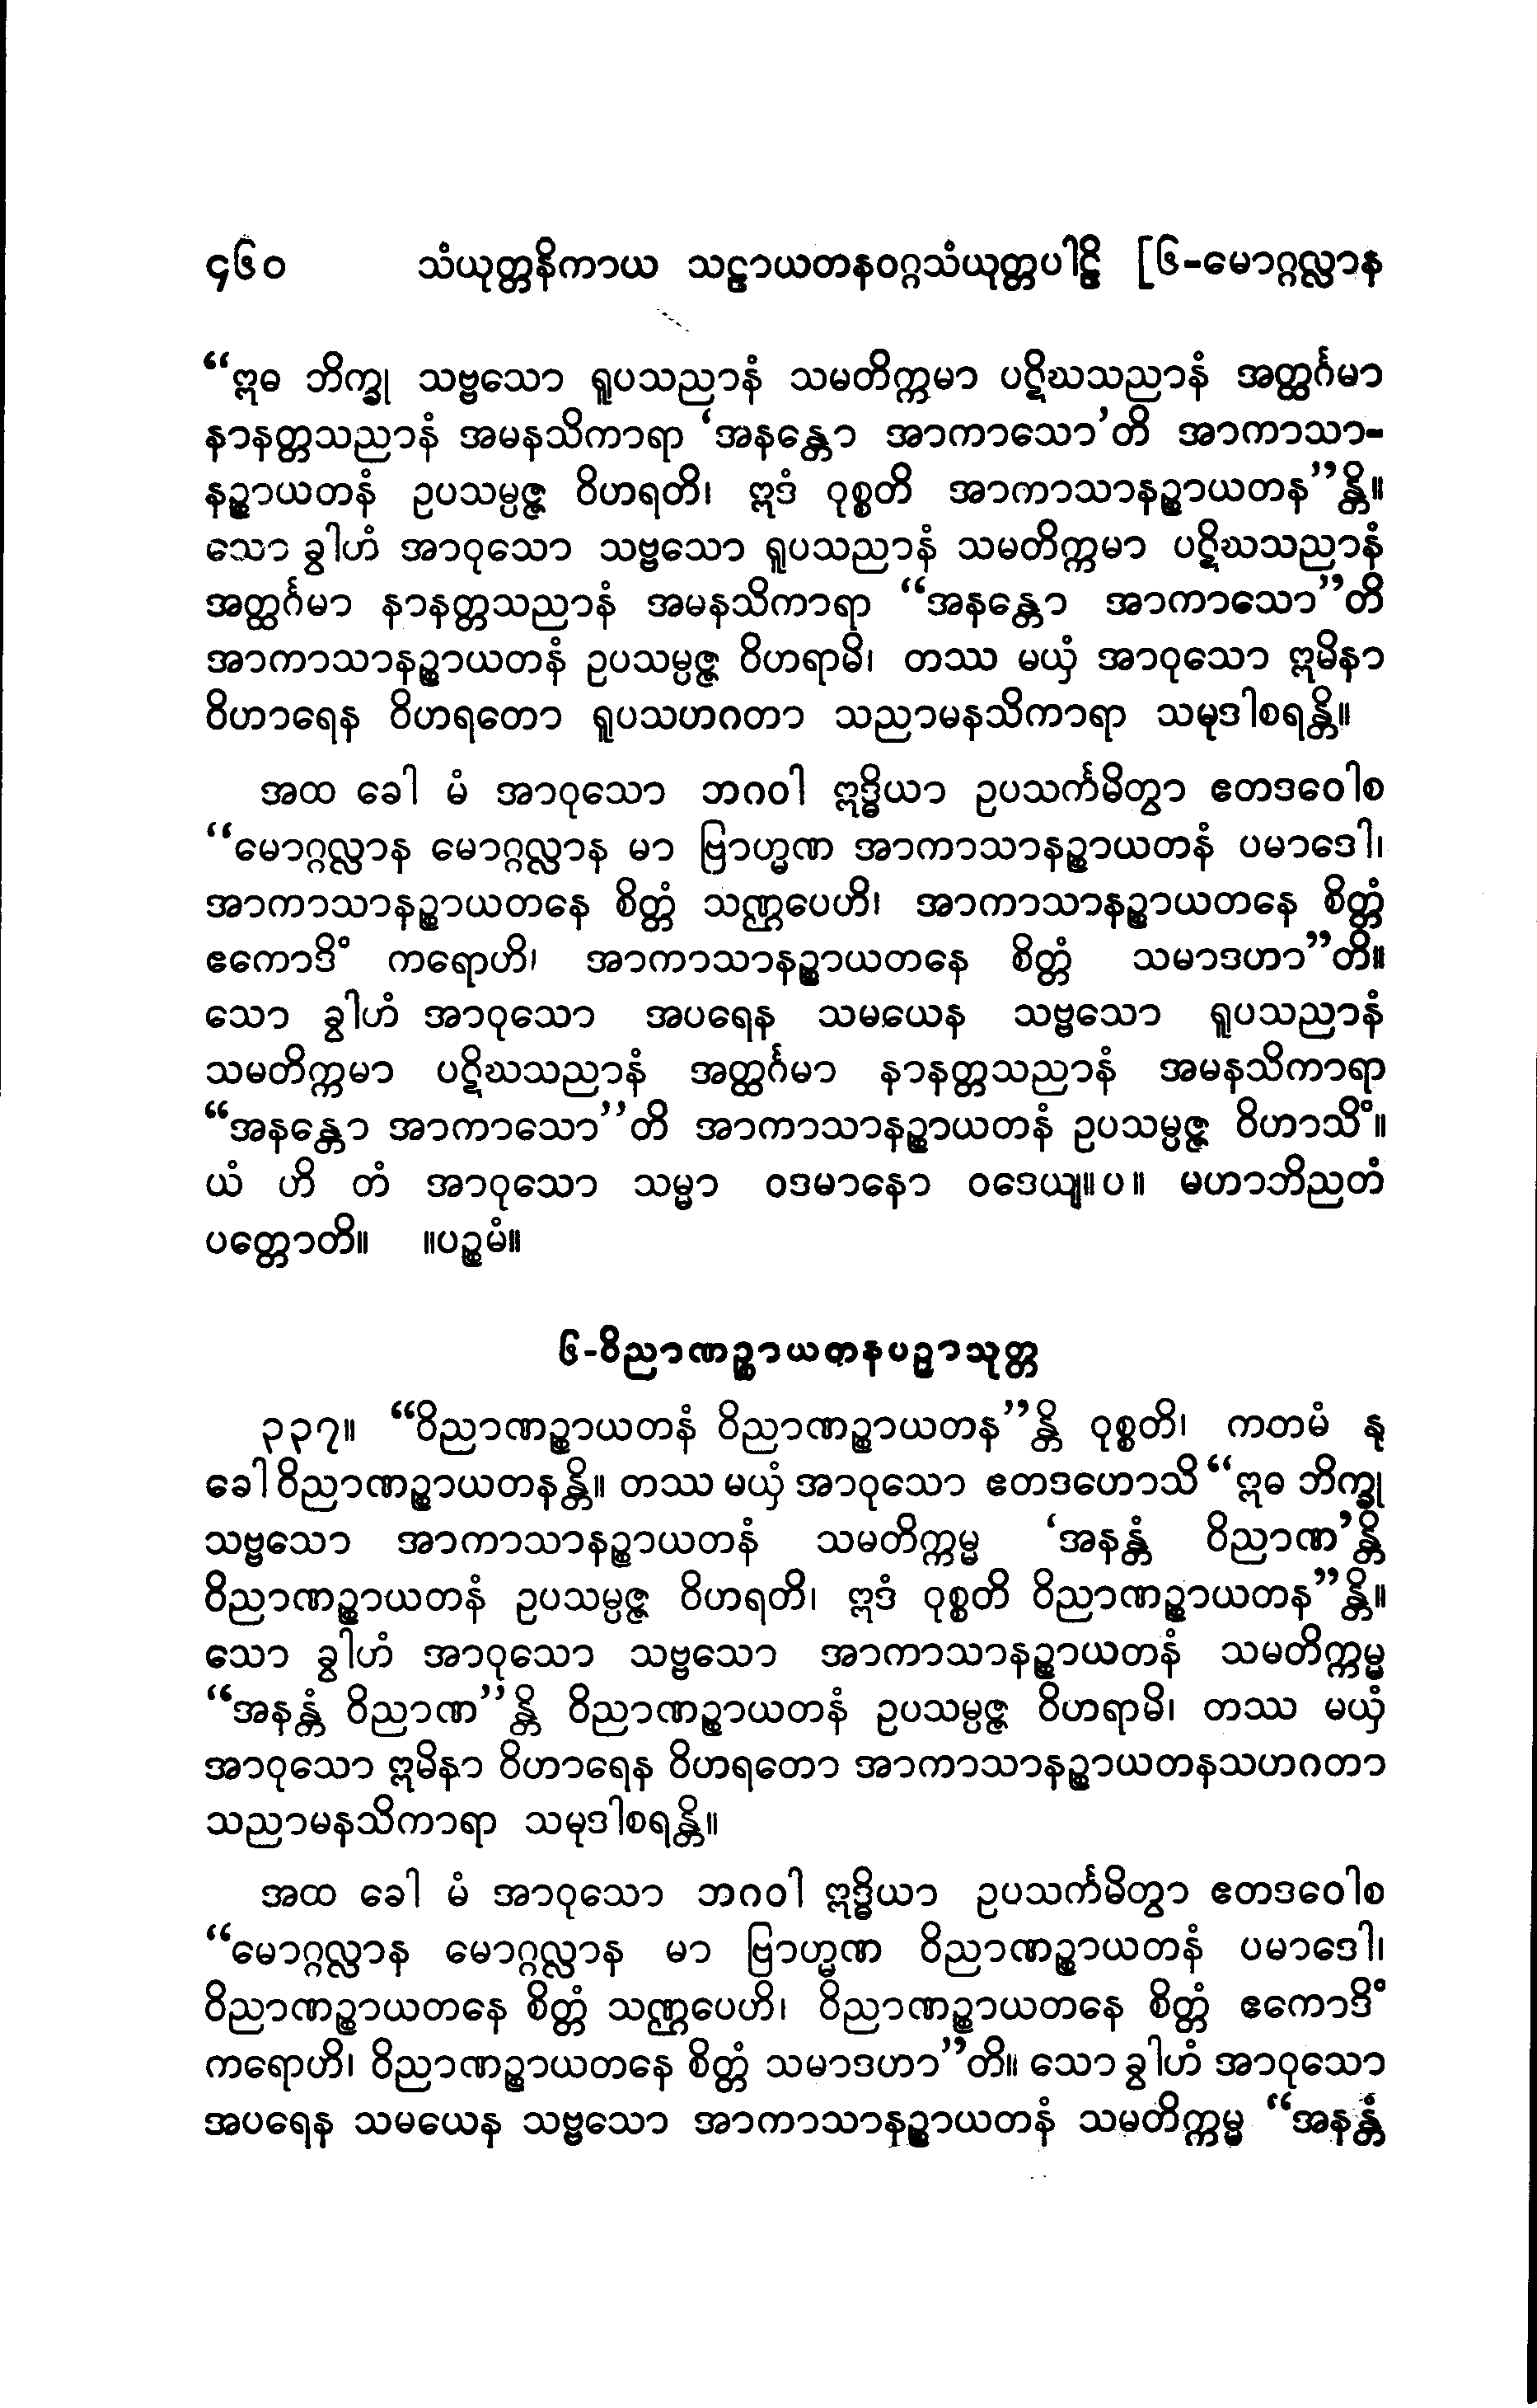 ၄၆၀ သံယုတ္တနိကာယ သဠာယတနဝဂ္ဂသံယုတ္တပါဠိ [၆-မောဂ္ဂလ္လာန
“ဣဓ ဘိက္ခု သဗ္ဗသော ရူပသညာနံ သမတိက္ကမာ ပဋိဃသညာနံ အတ္ထင်္ဂမာ
နာနတ္တသညာနံ အမနသိကာရာ ‘အနန္တော အာကာသော’တိ အာကာသာ-
နဉ္စာယတနံ ဥပသမ္ပဇ္ဇ ဝိဟရတိ၊ ဣဒံ ဝုစ္စတိ အာကာသာနဉ္စာယတန”န္တိ။
သော ခွါဟံ အာဝုသော သဗ္ဗသော ရူပသညာနံ သမတိက္ကမာ ပဋိဃသညာနံ
အတ္ထင်္ဂမာ နာနတ္တသညာနံ အမနသိကာရာ “အနန္တော အာကာသော”တိ
အာကာသာနဉ္စာယတနံ ဥပသမ္ပဇ္ဇ ဝိဟရာမိ၊ တဿ မယှံ အာဝုသော ဣမိနာ
ဝိဟာရေန ဝိဟရတော ရူပသဟဂတာ သညာမနသိကာရာ သမုဒါစရန္တိ။
အထ ခေါ မံ အာဝုသော ဘဂဝါ ဣဒ္ဓိယာ ဥပသင်္ကမိတွာ ဧတဒဝေါစ
“မောဂ္ဂလ္လာန မောဂ္ဂလ္လာန မာ ဗြာဟ္မဏ အာကာသာနဉ္စာယတနံ ပမာဒေါ၊
အာကာသာနဉ္စာယတနေ စိတ္တံ သဏ္ဌပေဟိ၊ အာကာသာနဉ္စာယတနေ စိတ္တံ
ဧကောဒိံ ကရောဟိ၊ အာကာသာနဉ္စာယတနေ စိတ္တံ သမာဒဟာ”တိ။
သော ခွါဟံ အာဝုသော အပရေန သမယေန သဗ္ဗသော ရူပသညာနံ
သမတိက္ကမာ ပဋိဃသညာနံ အတ္ထင်္ဂမာ နာနတ္တသညာနံ အမနသိကာရာ
“အနန္တော အာကာသော”တိ အာကာသာနဉ္စာယတနံ ဥပသမ္ပဇ္ဇ ဝိဟာသိံ။
ယံ ဟိ တံ အာဝုသော သမ္မာ ဝဒမာနော ဝဒေယျ။ပ။ မဟာဘိညတံ
ပတ္တောတိ။ ။ပဉ္စမံ။
၆-ဝိညာဏဉ္စာယတနပဥှာသုတ္တ
၃၃၇။ “ဝိညာဏဉ္စာယတနံ ဝိညာဏဉ္စာယတန”န္တိ ဝုစ္စတိ၊ ကတမံ နု
ခေါ ဝိညာဏဉ္စာယတနန္တိ။ တဿ မယှံ အာဝုသော ဧတဒဟောသိ “ဣဓ ဘိက္ခု
သဗ္ဗသော အာကာသာနဉ္စာယတနံ သမတိက္ကမ္မ ‘အနန္တံ ဝိညာဏ’န္တိ
ဝိညာဏဉ္စာယတနံ ဥပသမ္ပဇ္ဇ ဝိဟရတိ၊ ဣဒံ ဝုစ္စတိ ဝိညာဏဉ္စာယတန”န္တိ။
သော ခွါဟံ အာဝုသော သဗ္ဗသော အာကာသာနဉ္စာယတနံ သမတိက္ကမ္မ
“အနန္တံ ဝိညာဏ”န္တိ ဝိညာဏဉ္စာယတနံ ဥပသမ္ပဇ္ဇ ဝိဟရာမိ၊ တဿ မယှံ
အာဝုသော ဣမိနာ ဝိဟာရေန ဝိဟရတော အာကာသာနဉ္စာယတနသဟဂတာ
သညာမနသိကာရာ သမုဒါစရန္တိ။
အထ ခေါ မံ အာဝုသော ဘဂဝါ ဣဒ္ဓိယာ ဥပသင်္ကမိတွာ ဧတဒဝေါစ
“မောဂ္ဂလ္လာန မောဂ္ဂလ္လာန မာ ဗြာဟ္မဏ ဝိညာဏဉ္စာယတနံ ပမာဒေါ၊
ဝိညာဏဉ္စာယတနေ စိတ္တံ သဏ္ဌပေဟိ၊ ဝိညာဏဉ္စာယတနေ စိတ္တံ ဧကောဒိံ
ကရောဟိ၊ ဝိညာဏဉ္စာယတနေ စိတ္တံ သမာဒဟာ”တိ။ သော ခွါဟံ အာဝုသော
အပရေန သမယေန သဗ္ဗသော အာကာသာနဉ္စာယတနံ သမတိက္ကမ္မ “အနန္တံ